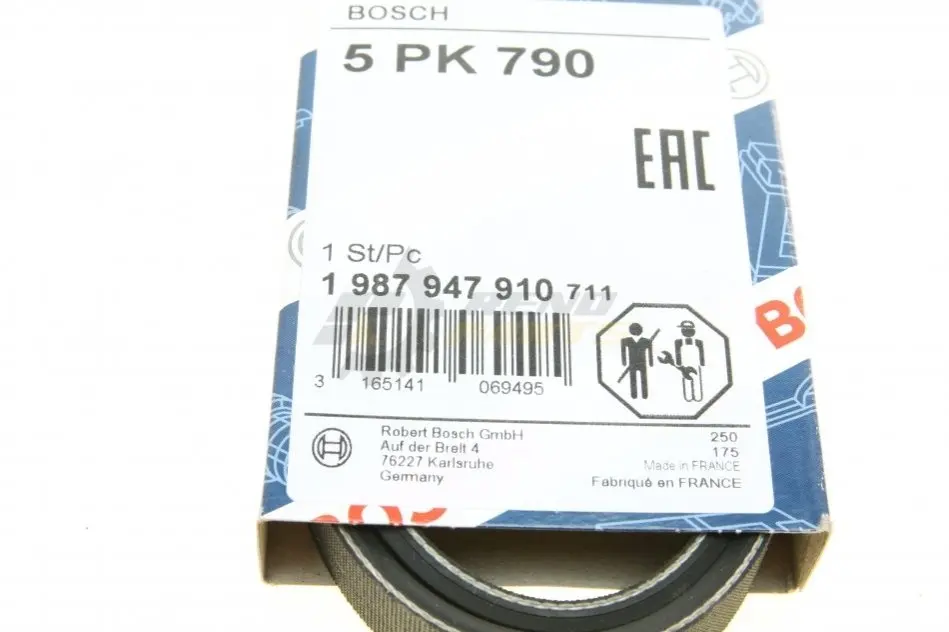 BOSCH
5 PK 790
EAC
1 St/Pc
1 987 947 910 711
3 165141 069495
Robert Bosch GmbH
Auf der Breit 4
76227 Karlsruhe
Germany
250
175
Made in FRANCE
Fabriqué en FRANCE